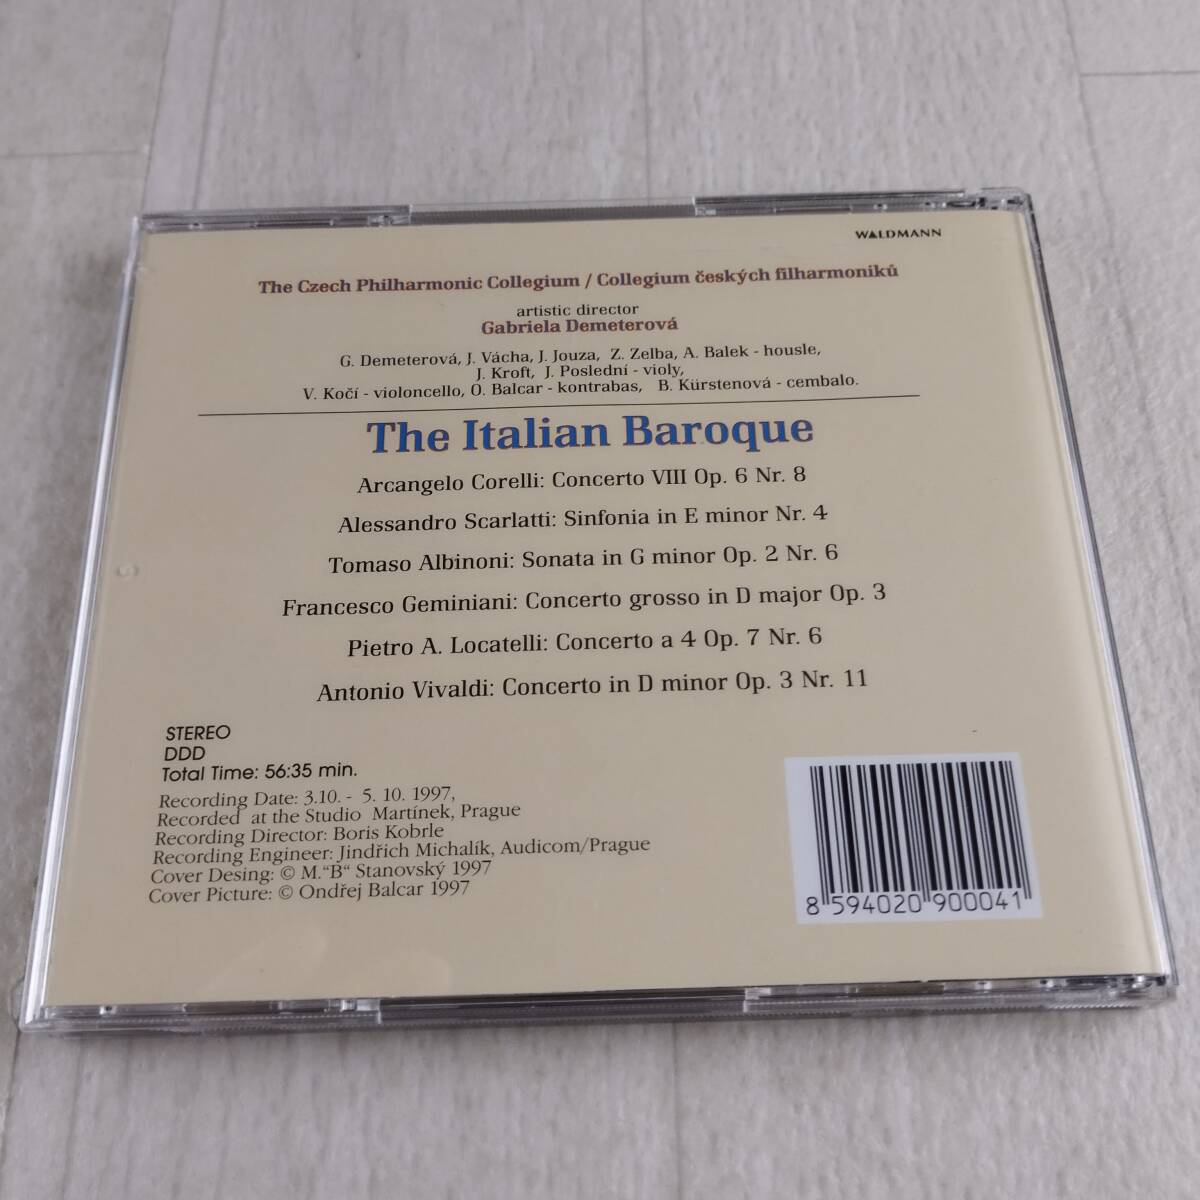 WALDMANN
The Czech Philharmonic Collegium / Collegium českých filharmoniků
artistic director
Gabriela Demeterová
G. Demeterová, J. Vácha, J. Jouza, Z. Zelba, A. Balek - housle,
J. Kroft, J. Poslední - violy,
V. Kočí - violoncello, O. Balcar - kontrabas, B. Kürstenová - cembalo.
The Italian Baroque
Arcangelo Corelli: Concerto VIII Op. 6 Nr. 8
Alessandro Scarlatti: Sinfonia in E minor Nr. 4
Tomaso Albinoni: Sonata in G minor Op. 2 Nr. 6
Francesco Geminiani: Concerto grosso in D major Op. 3
Pietro A. Locatelli: Concerto a 4 Op. 7 Nr. 6
Antonio Vivaldi: Concerto in D minor Op. 3 Nr. 11
STEREO
DDD
Total Time: 56:35 min.
Recording Date: 3.10. - 5. 10. 1997,
Recorded at the Studio Martínek, Prague
Recording Director: Boris Kobrle
Recording Engineer: Jindřich Michalík, Audicom/Prague
Cover Desing: © M."B" Stanovský 1997
Cover Picture: © Ondřej Balcar 1997
8 594020 900041